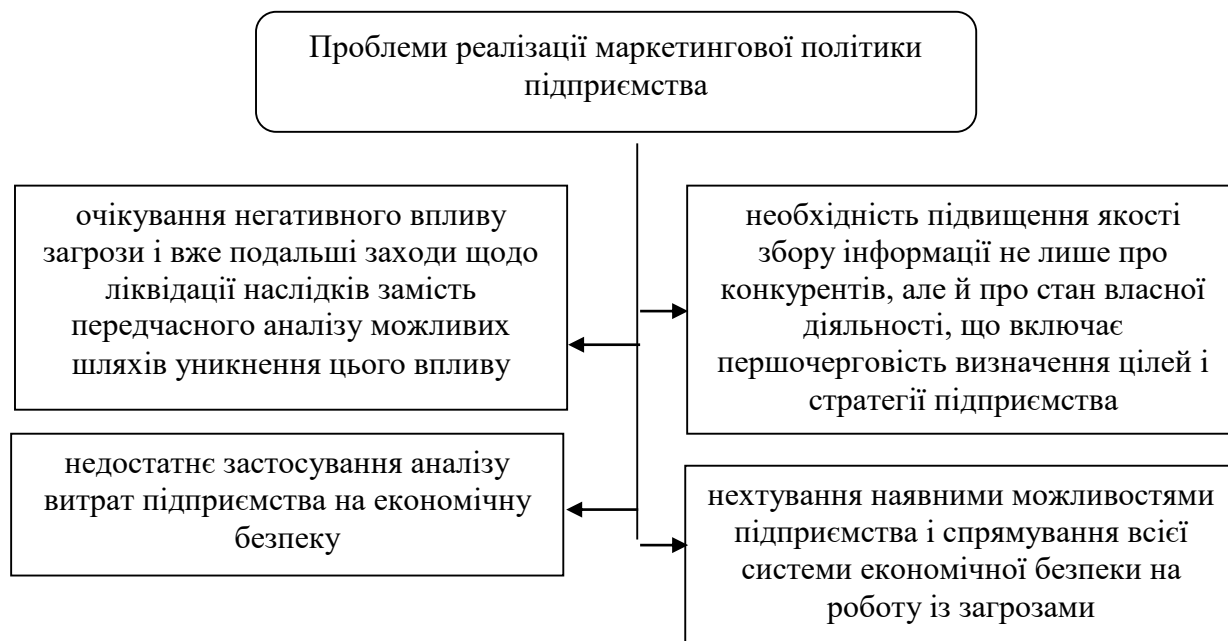 Проблеми реалізації маркетингової політики
підприємства
очікування негативного впливу
загрози і вже подальші заходи щодо
ліквідації наслідків замість
передчасного аналізу можливих
шляхів уникнення цього впливу
необхідність підвищення якості
збору інформації не лише про
конкурентів, але й про стан власної
діяльності, що включає
першочерговість визначення цілей і
стратегії підприємства
недостатнє застосування аналізу
витрат підприємства на економічну
безпеку
нехтування наявними можливостями
підприємства і спрямування всієї
системи економічної безпеки на
роботу із загрозами